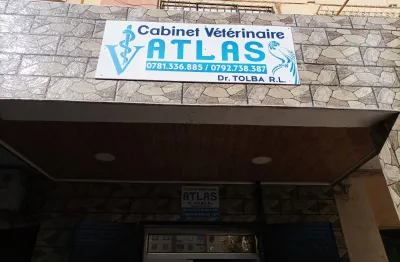 Cabinet Vétérinaire
ATLAS
0781.336.885 / 0792.738.387
Dr. TOLBA R.L.
ATLAS